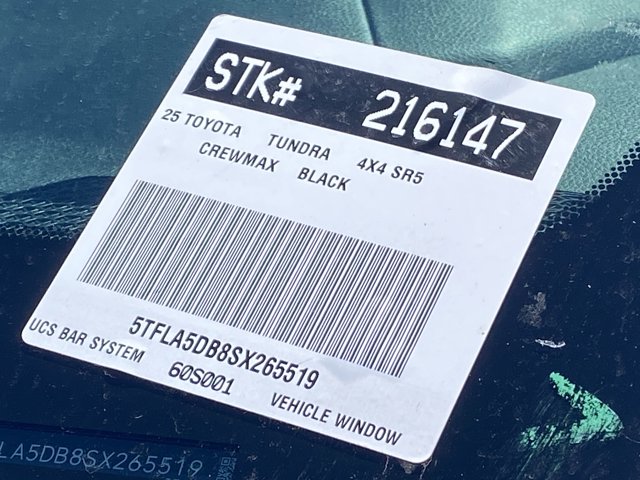 STK# 216147
25 TOYOTA TUNDRA 4X4 SR5
CREWMAX BLACK
5TFLA5DB8SX265519
UCS BAR SYSTEM 60S001 VEHICLE WINDOW
LA5DB8SX265519